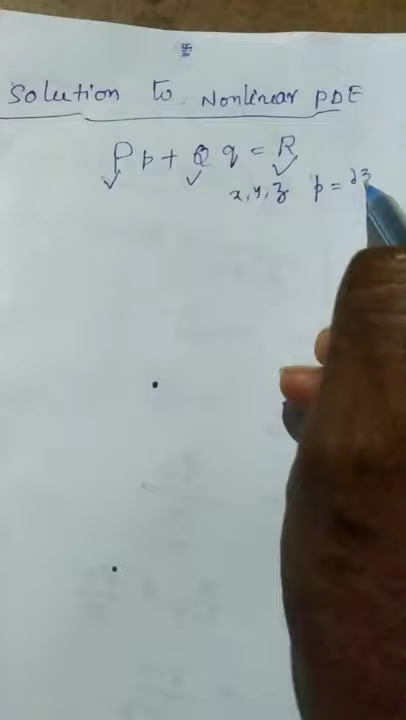 Solution to Nonlinear PDE
Pp + Qq = R
x, y, z p = ∂z